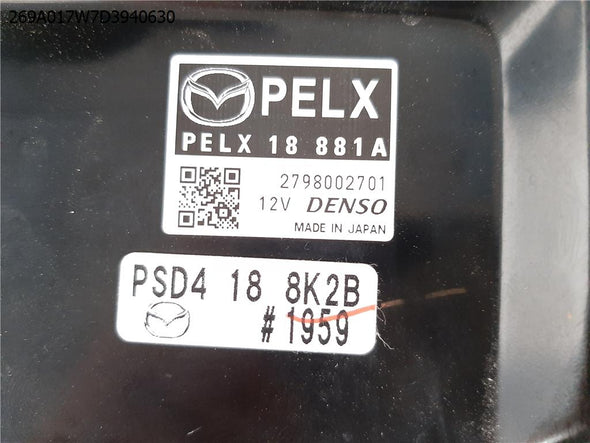 269A017W7D3940630
PELX
PELX 18 881A
2798002701
12V DENSO
MADE IN JAPAN
PSD4 18 8K2B
#1959